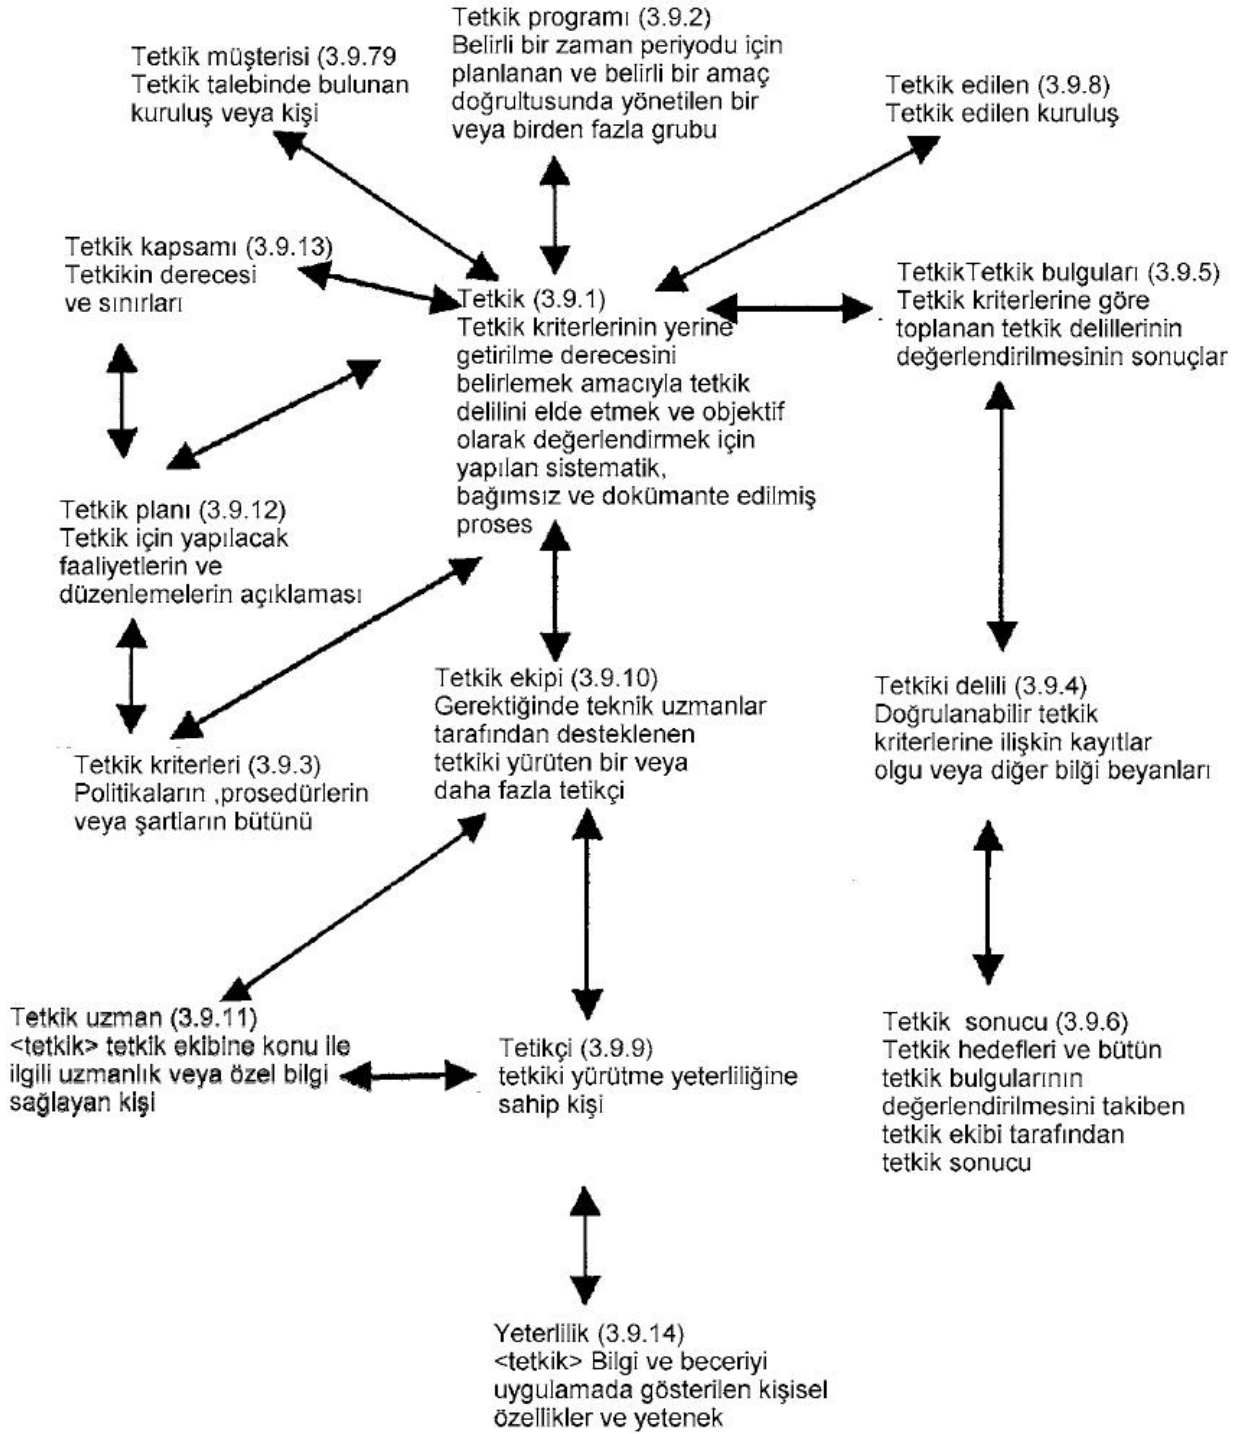 Tetkik programı (3.9.2)
Belirli bir zaman periyodu için
planlanan ve belirli bir amaç
doğrultusunda yönetilen bir
veya birden fazla grubu
Tetkik müşterisi (3.9.79
Tetkik talebinde bulunan
kuruluş veya kişi
Tetkik edilen (3.9.8)
Tetkik edilen kuruluş
Tetkik kapsamı (3.9.13)
Tetkikin derecesi
ve sınırları
Tetkik (3.9.1)
Tetkik kriterlerinin yerine
getirilme derecesini
belirlemek amacıyla tetkik
delilini elde etmek ve objektif
olarak değerlendirmek için
yapılan sistematik,
bağımsız ve dokümante edilmiş
proses
TetkikTetkik bulguları (3.9.5)
Tetkik kriterlerine göre
toplanan tetkik delillerinin
değerlendirilmesinin sonuçlar
Tetkik planı (3.9.12)
Tetkik için yapılacak
faaliyetlerin ve
düzenlemelerin açıklaması
Tetkik ekipi (3.9.10)
Gerektiğinde teknik uzmanlar
tarafından desteklenen
tetkiki yürüten bir veya
daha fazla tetikçi
Tetkiki delili (3.9.4)
Doğrulanabilir tetkik
kriterlerine ilişkin kayıtlar
olgu veya diğer bilği beyanları
Tetkik kriterleri (3.9.3)
Politikaların ,prosedürlerin
veya şartların bütünü
Tetkik uzman (3.9.11)
<tetkik> tetkik ekibine konu ile
ilgili uzmanlık veya özel bilgi
sağlayan kişi
Tetikçi (3.9.9)
tetkiki yürütme yeterliliğine
sahip kişi
Tetkik  sonucu (3.9.6)
Tetkik hedefleri ve bütün
tetkik bulgularının
değerlendirilmesini takiben
tetkik ekibi tarafından
tetkik sonucu
Yeterlilik (3.9.14)
<tetkik> Bilgi ve beceriyi
uygulamada gösterilen kişisel
özellikler ve yetenek